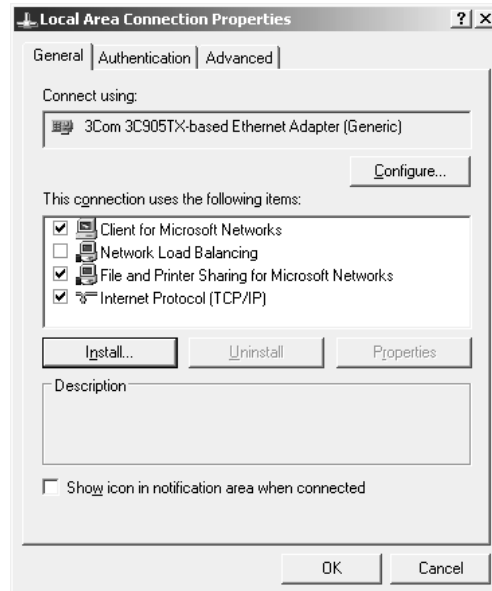 Local Area Connection Properties
General Authentication Advanced
Connect using:
3Com 3C905TX-based Ethernet Adapter (Generic)
Configure...
This connection uses the following items:
Client for Microsoft Networks
Network Load Balancing
File and Printer Sharing for Microsoft Networks
Internet Protocol (TCP/IP)
Install... Uninstall Properties
Description
Show icon in notification area when connected
OK Cancel